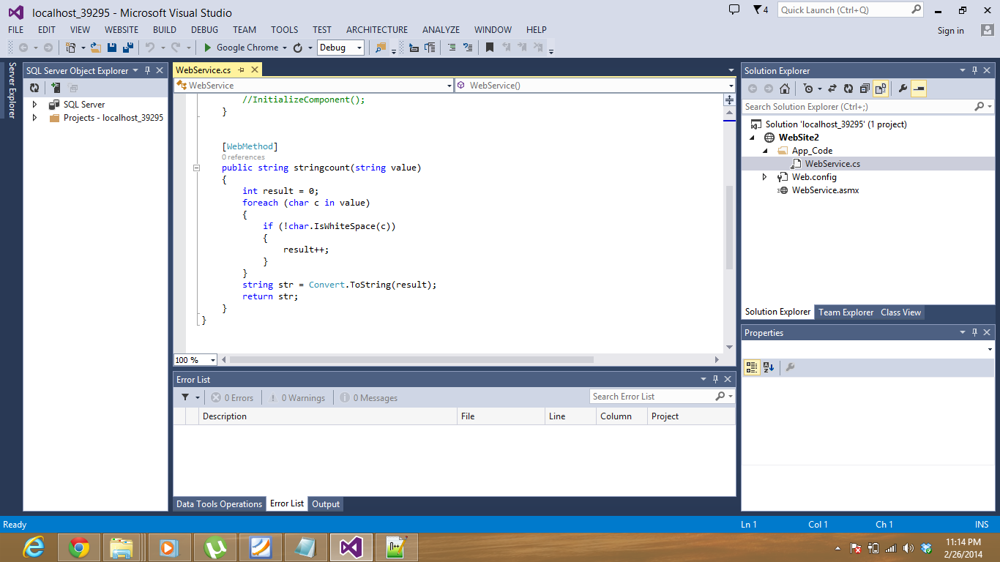 localhost_39295 - Microsoft Visual Studio
4
Quick Launch (Ctrl+Q)
FILE EDIT VIEW WEBSITE BUILD DEBUG TEAM TOOLS TEST ARCHITECTURE ANALYZE WINDOW HELP
Sign in
Google Chrome
Debug
Server Explorer
SQL Server Object Explorer
SQL Server
Projects - localhost_39295
WebService.cs
WebService
WebService()
//InitializeComponent();
}
[WebMethod]
0 references
public string stringcount(string value)
{
int result = 0;
foreach (char c in value)
{
if (!char.IsWhiteSpace(c))
{
result++;
}
}
string str = Convert.ToString(result);
return str;
}
}
100 %
Error List
0 Errors
0 Warnings
0 Messages
Search Error List
Description File Line Column Project
Data Tools Operations Error List Output
Solution Explorer
Search Solution Explorer (Ctrl+;)
Solution 'localhost_39295' (1 project)
WebSite2
App_Code
WebService.cs
Web.config
WebService.asmx
Solution Explorer Team Explorer Class View
Properties
Ready
Ln 1 Col 1 Ch 1 INS
11:14 PM
2/26/2014